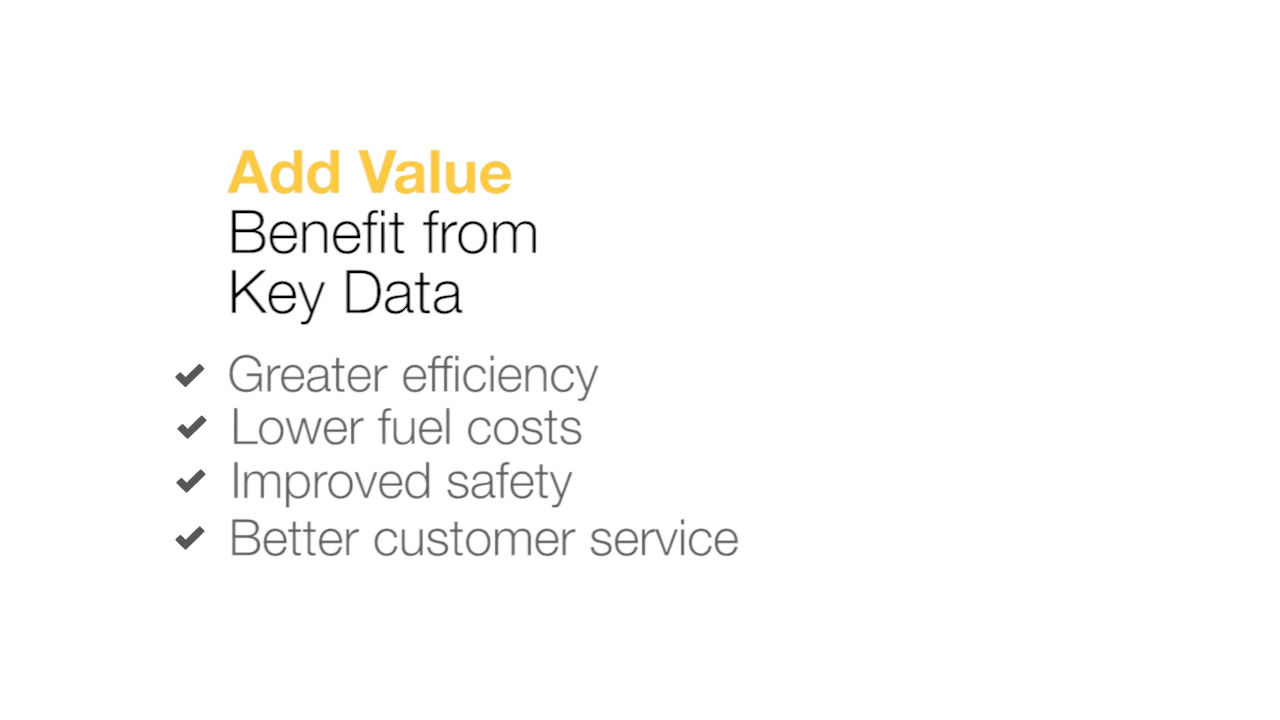 Add Value
Benefit from
Key Data
Greater efficiency
Lower fuel costs
Improved safety
Better customer service